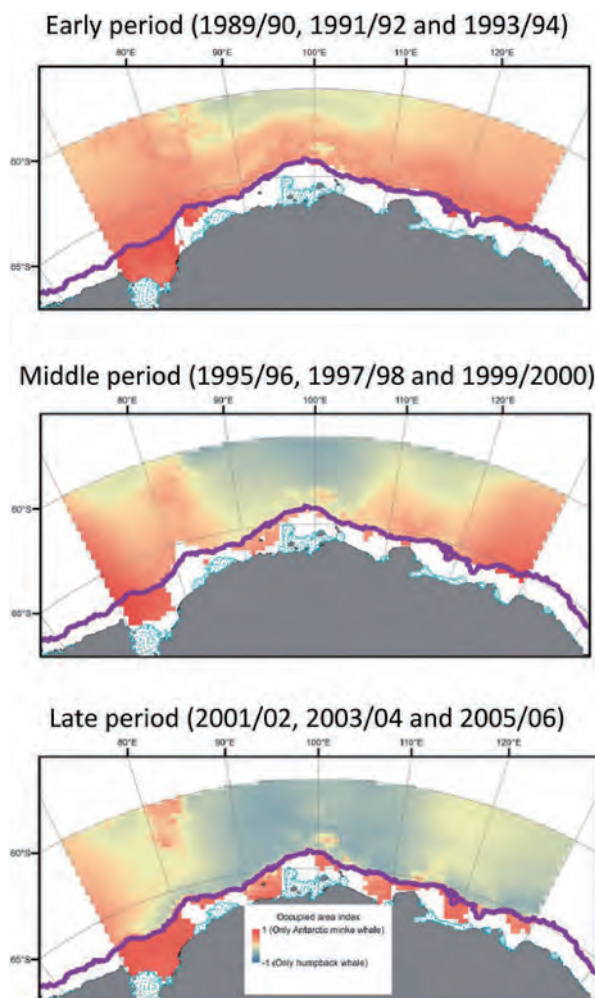 Early period (1989/90, 1991/92 and 1993/94)
80°E 90°E 100°E 110°E 120°E
60°S
65°S
Middle period (1995/96, 1997/98 and 1999/2000)
80°E 90°E 100°E 110°E 120°E
60°S
65°S
Late period (2001/02, 2003/04 and 2005/06)
80°E 90°E 100°E 110°E 120°E
60°S
65°S
Occupied area index
1 (Only Antarctic minke whale)
-1 (Only humpback whale)